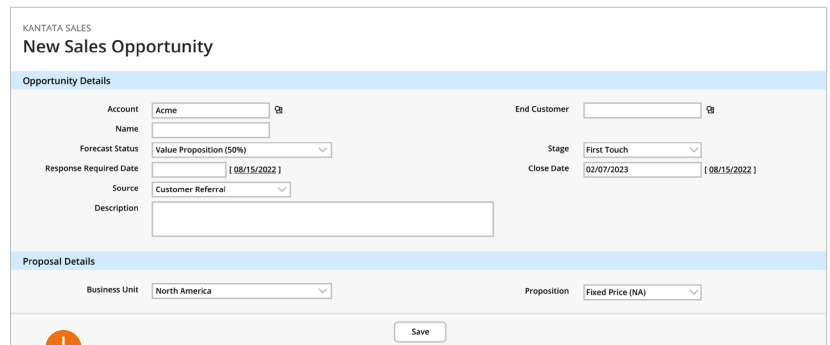 KANTATA SALES
New Sales Opportunity
Opportunity Details
Account Acme End Customer
Name
Forecast Status Value Proposition (50%) Stage First Touch
Response Required Date [ 08/15/2022 ] Close Date 02/07/2023 [ 08/15/2022 ]
Source Customer Referral
Description
Proposal Details
Business Unit North America Proposition Fixed Price (NA)
Save